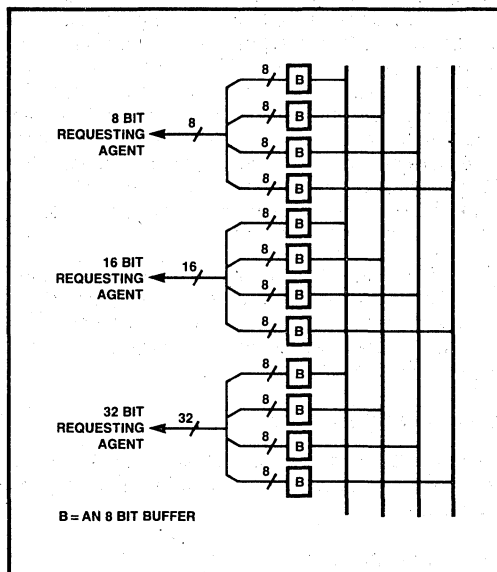 8
B
8
B
8 BIT
REQUESTING
AGENT
8
8
B
8
B
8
B
8
B
16 BIT
REQUESTING
AGENT
16
8
B
8
B
8
B
8
B
32 BIT
REQUESTING
AGENT
32
8
B
8
B
B = AN 8 BIT BUFFER